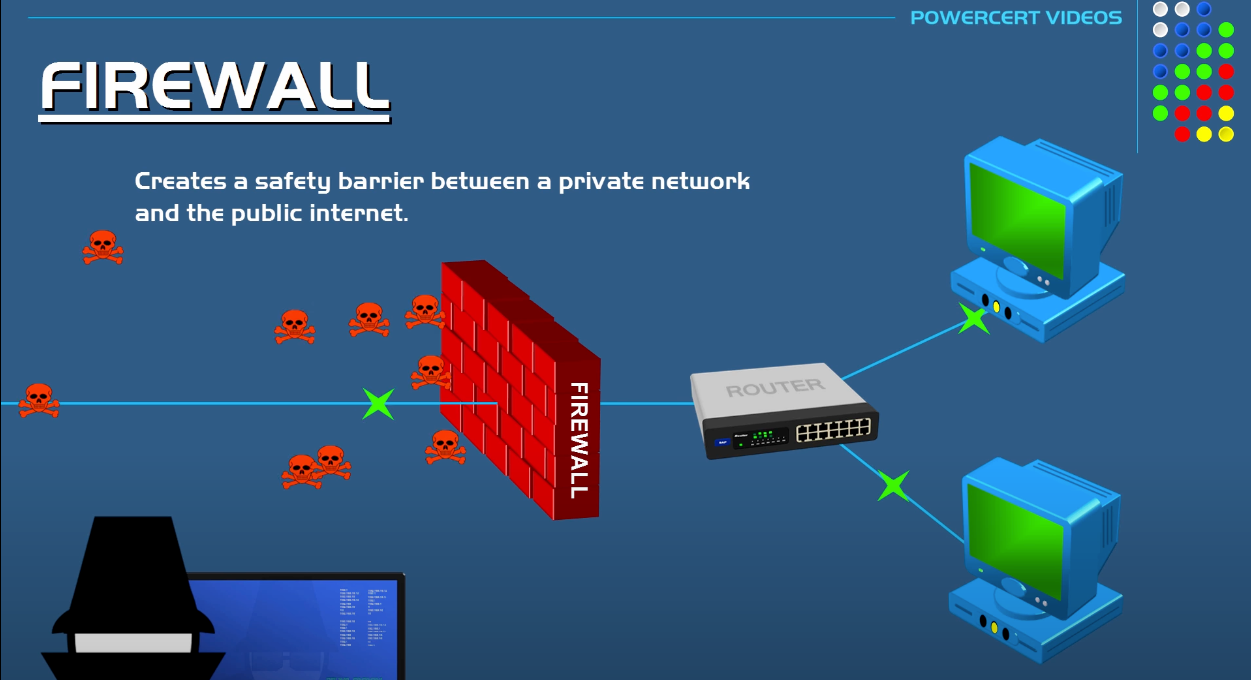 POWERCERT VIDEOS
FIREWALL
Creates a safety barrier between a private network
and the public internet.
FIREWALL
ROUTER